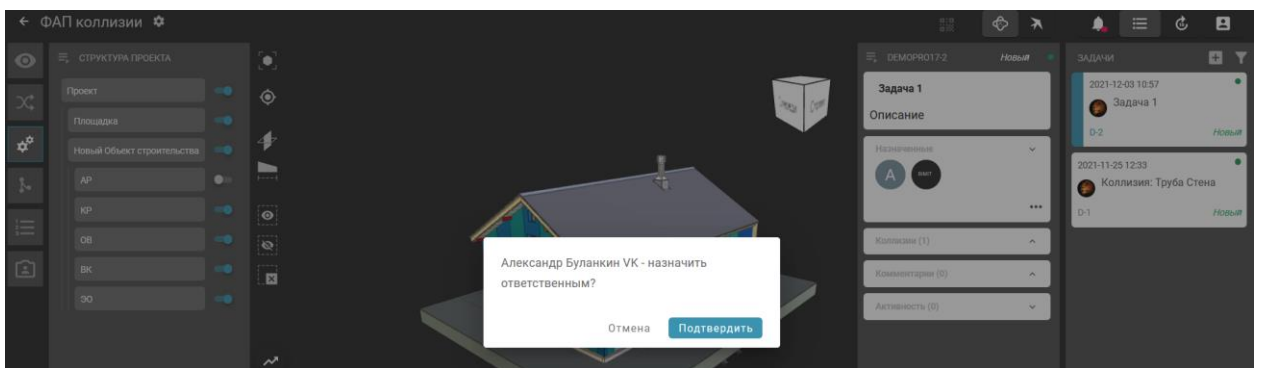 ФАП коллизии
СТРУКТУРА ПРОЕКТА
Проект
Площадка
Новый Объект строительства
АР
КР
ОВ
ВК
ЭО
Александр Буланкин VK - назначить
ответственным?
Отмена Подтвердить
DEMOPRO17-2 Новый
Задача 1
Описание
Назначенные
A
Коллизии (1)
Комментарии (0)
Активность (0)
ЗАДАЧИ
2021-12-03 10:57
Задача 1
D-2 Новый
2021-11-25 12:33
Коллизия: Труба Стена
D-1 Новый